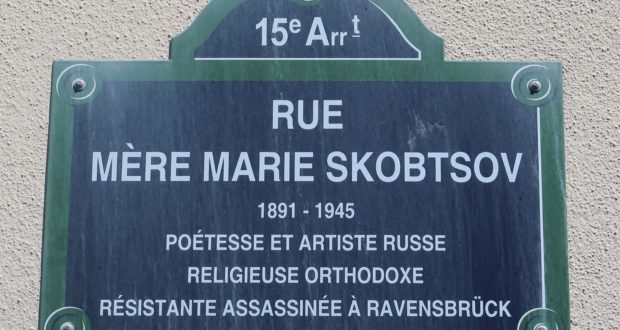 15e Arrt
RUE
MÈRE MARIE SKOBTSOV
1891 - 1945
POÉTESSE ET ARTISTE RUSSE
RELIGIEUSE ORTHODOXE
RÉSISTANTE ASSASSINÉE À RAVENSBRÜCK